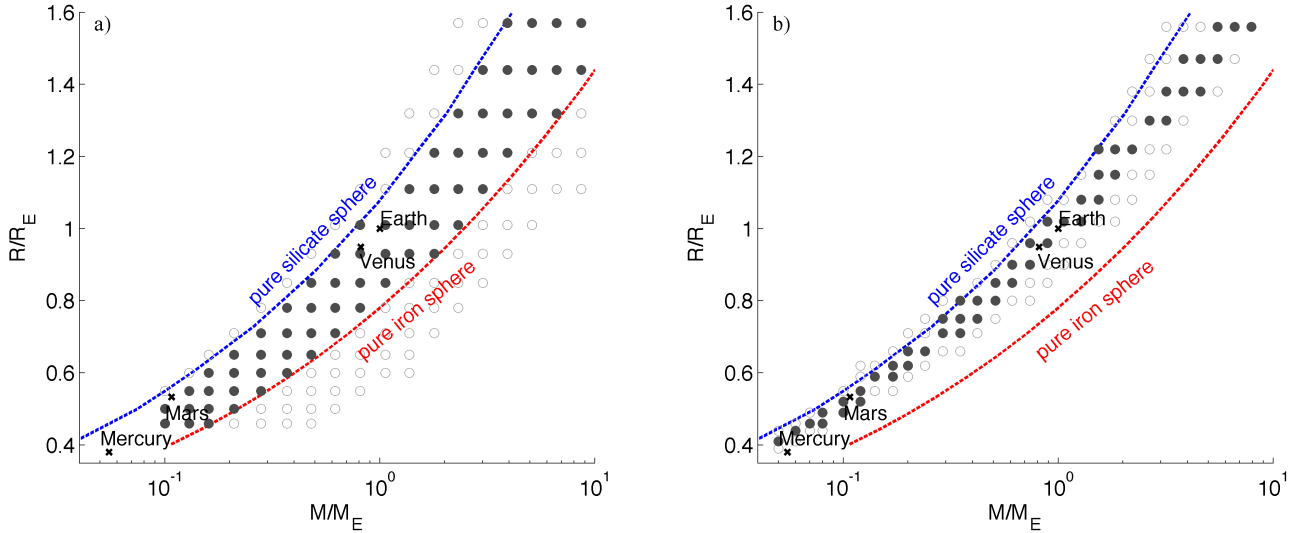 a)
1.6
1.4
1.2
1
0.8
0.6
0.4
R/R_E
pure silicate sphere
pure iron sphere
Earth
Venus
Mars
Mercury
10^-1
10^0
10^1
M/M_E
b)
1.6
1.4
1.2
1
0.8
0.6
0.4
R/R_E
pure silicate sphere
pure iron sphere
Earth
Venus
Mars
Mercury
10^-1
10^0
10^1
M/M_E